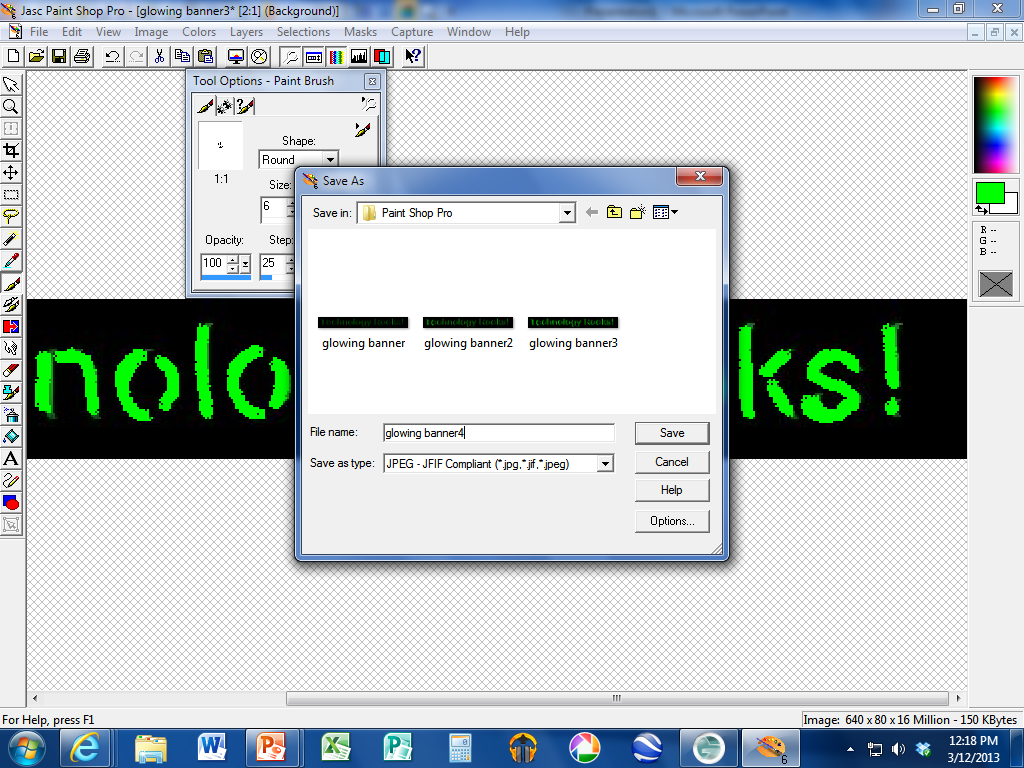 Jasc Paint Shop Pro - [glowing banner3* [2:1] (Background)]
File Edit View Image Colors Layers Selections Masks Capture Window Help
Tool Options - Paint Brush
Shape:
Round
1:1
Size:
6
Opacity:
Step:
100
25
Save As
Save in:
Paint Shop Pro
glowing banner
glowing banner2
glowing banner3
File name:
glowing banner4
Save
Save as type:
JPEG - JFIF Compliant (*.jpg,*.jif,*.jpeg)
Cancel
Help
Options...
R --
G --
B --
nolo
ks!
For Help, press F1
Image: 640 x 80 x 16 Million - 150 KBytes
12:18 PM
3/12/2013